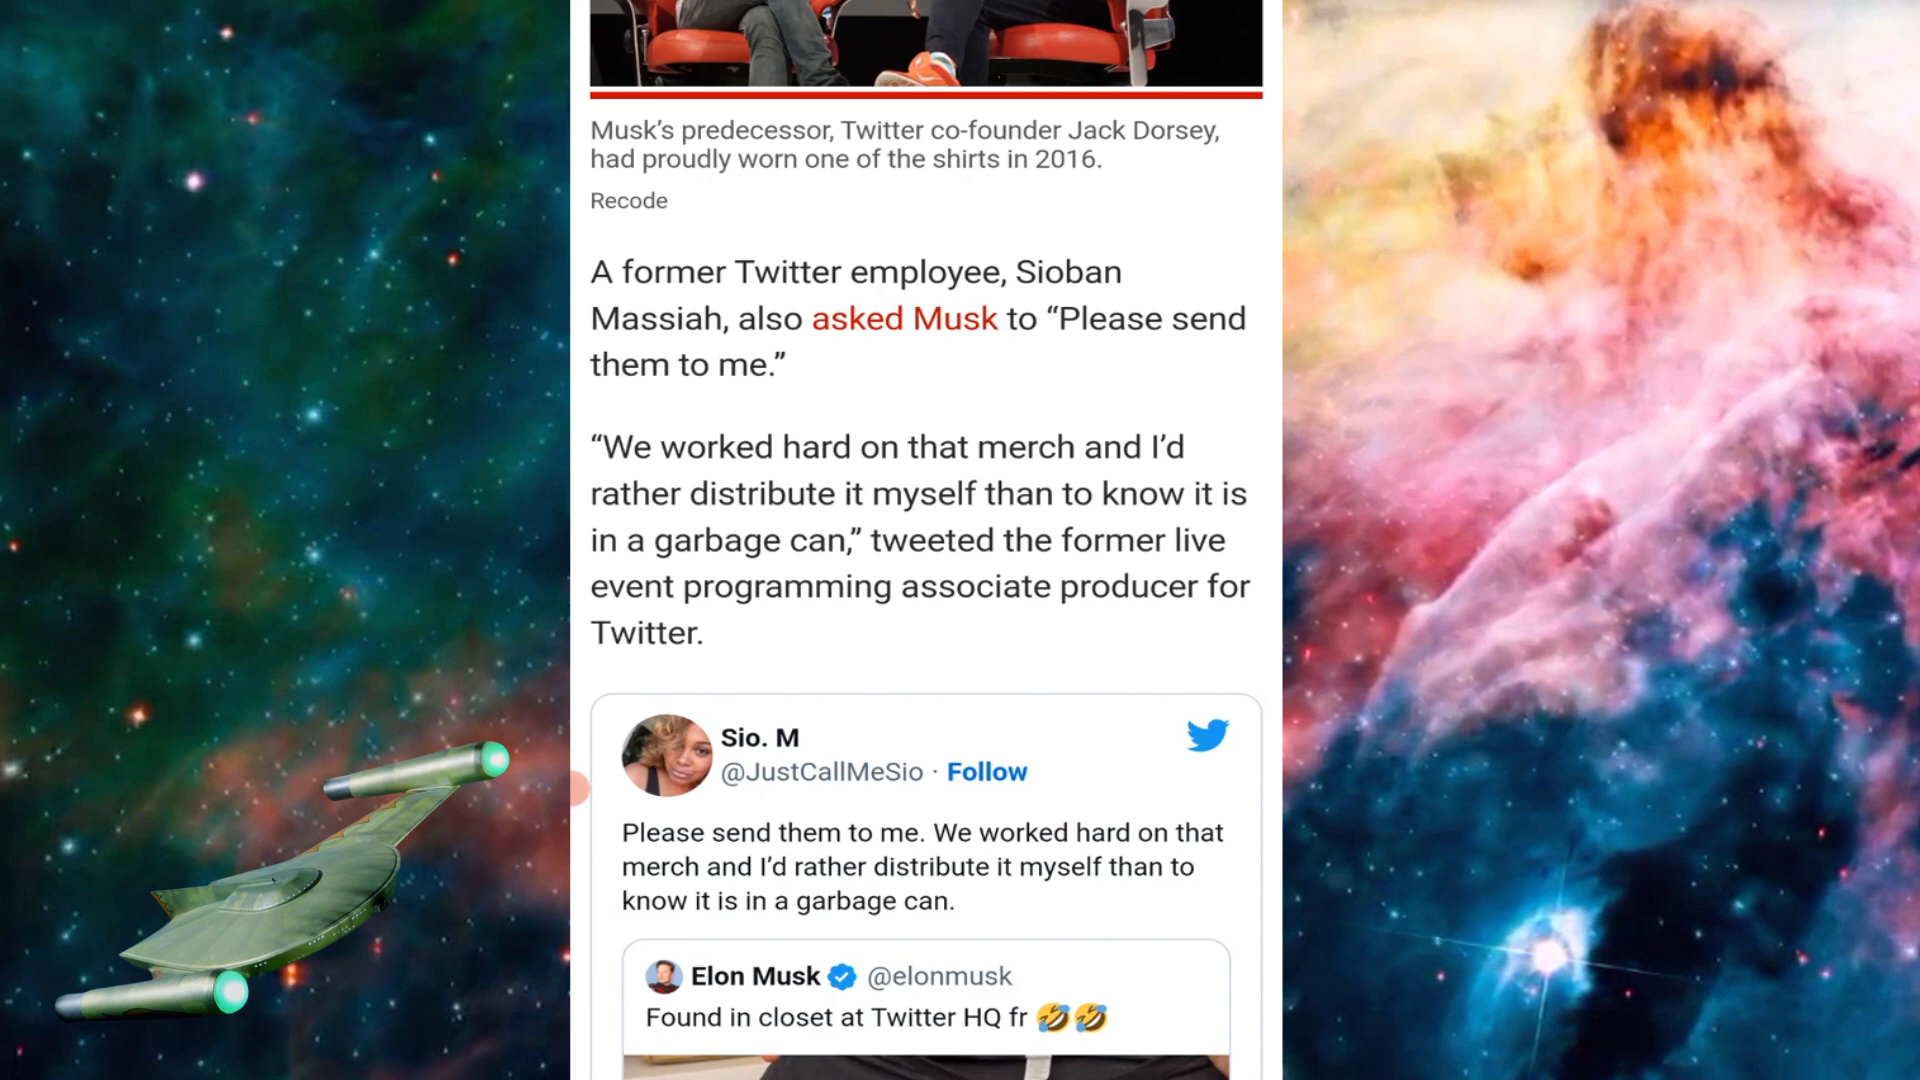 Musk’s predecessor, Twitter co-founder Jack Dorsey,
had proudly worn one of the shirts in 2016.
Recode
A former Twitter employee, Sioban
Massiah, also asked Musk to “Please send
them to me.”
“We worked hard on that merch and I’d
rather distribute it myself than to know it is
in a garbage can,” tweeted the former live
event programming associate producer for
Twitter.
Sio. M
@JustCallMeSio · Follow
Please send them to me. We worked hard on that
merch and I’d rather distribute it myself than to
know it is in a garbage can.
Elon Musk @elonmusk
Found in closet at Twitter HQ fr 🤣🤣